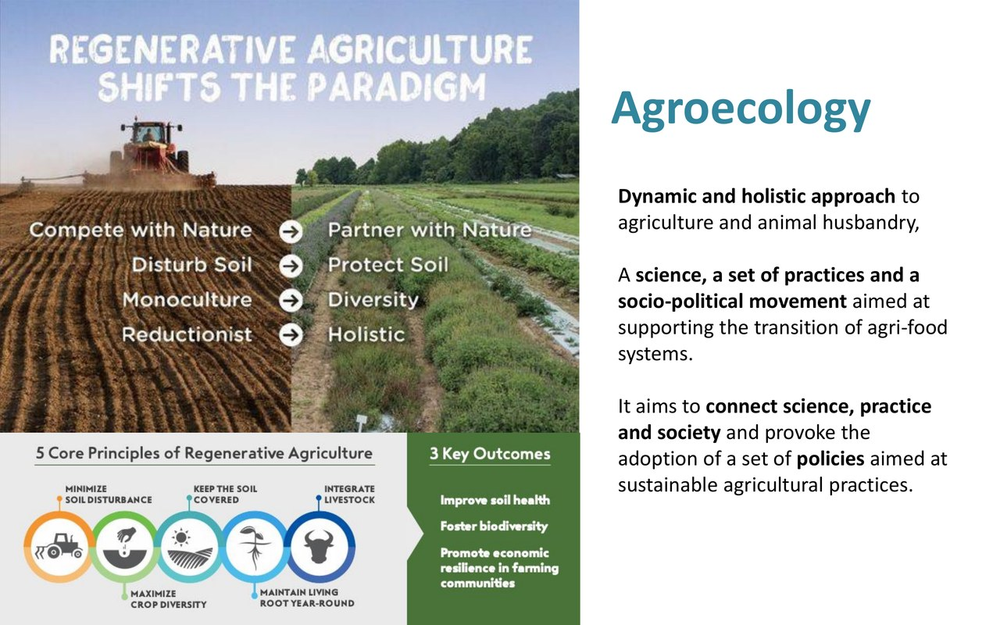 REGENERATIVE AGRICULTURE
SHIFTS THE PARADIGM
Compete with Nature → Partner with Nature
Disturb Soil → Protect Soil
Monoculture → Diversity
Reductionist → Holistic
5 Core Principles of Regenerative Agriculture
MINIMIZE
SOIL DISTURBANCE
KEEP THE SOIL
COVERED
INTEGRATE
LIVESTOCK
MAXIMIZE
CROP DIVERSITY
MAINTAIN LIVING
ROOT YEAR-ROUND
3 Key Outcomes
Improve soil health
Foster biodiversity
Promote economic
resilience in farming
communities
Agroecology
Dynamic and holistic approach to
agriculture and animal husbandry,
A science, a set of practices and a
socio-political movement aimed at
supporting the transition of agri-food
systems.
It aims to connect science, practice
and society and provoke the
adoption of a set of policies aimed at
sustainable agricultural practices.